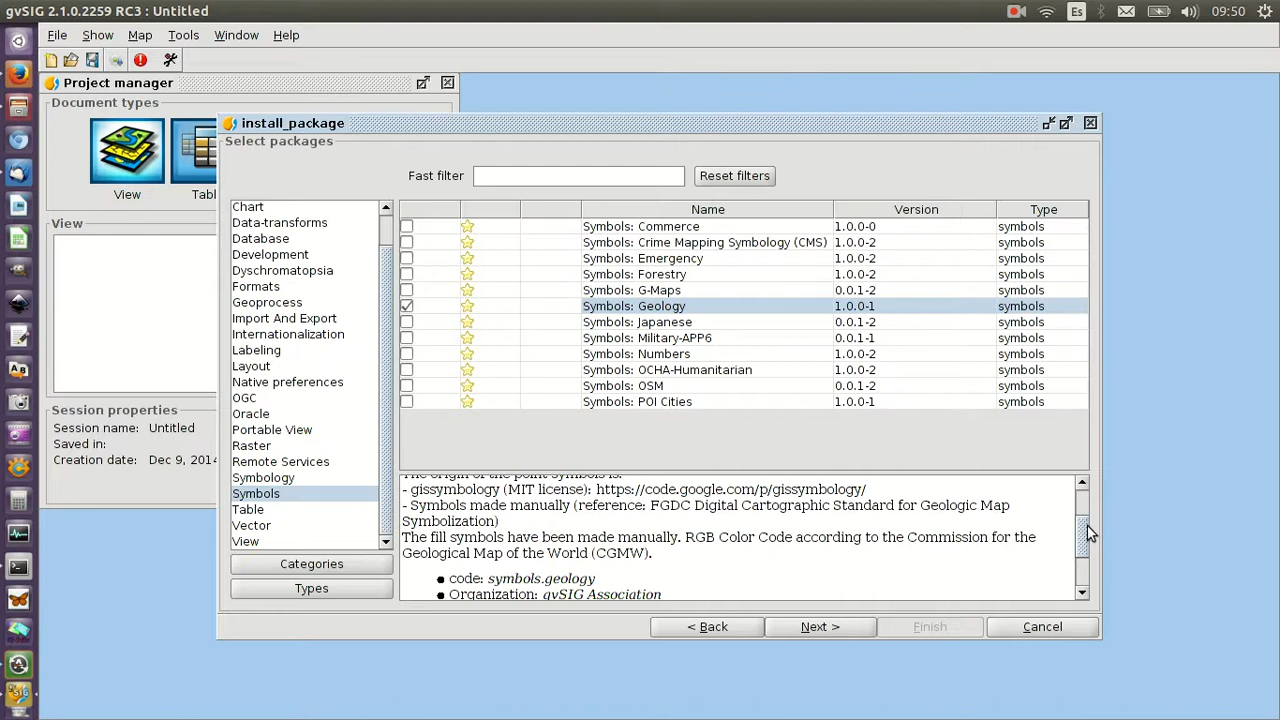 gvSIG 2.1.0.2259 RC3 : Untitled
Es
09:50
File Show Map Tools Window Help
Project manager
Document types
View
Tabl
View
Session properties
Session name: Untitled
Saved in:
Creation date: Dec 9, 2014
install_package
Select packages
Fast filter
Reset filters
Chart
Data-transforms
Database
Development
Dyschromatopsia
Formats
Geoprocess
Import And Export
Internationalization
Labeling
Layout
Native preferences
OGC
Oracle
Portable View
Raster
Remote Services
Symbology
Symbols
Table
Vector
View
Categories
Types
Name Version Type
Symbols: Commerce 1.0.0-0 symbols
Symbols: Crime Mapping Symbology (CMS) 1.0.0-2 symbols
Symbols: Emergency 1.0.0-2 symbols
Symbols: Forestry 1.0.0-2 symbols
Symbols: G-Maps 0.0.1-2 symbols
Symbols: Geology 1.0.0-1 symbols
Symbols: Japanese 0.0.1-2 symbols
Symbols: Military-APP6 0.0.1-1 symbols
Symbols: Numbers 1.0.0-2 symbols
Symbols: OCHA-Humanitarian 1.0.0-2 symbols
Symbols: OSM 0.0.1-2 symbols
Symbols: POI Cities 1.0.0-1 symbols
The origin of the point symbols is:
- gissymbology (MIT license): https://code.google.com/p/gissymbology/
- Symbols made manually (reference: FGDC Digital Cartographic Standard for Geologic Map
Symbolization)
The fill symbols have been made manually. RGB Color Code according to the Commission for the
Geological Map of the World (CGMW).
● code: symbols.geology
● Organization: gvSIG Association
< Back
Next >
Finish
Cancel